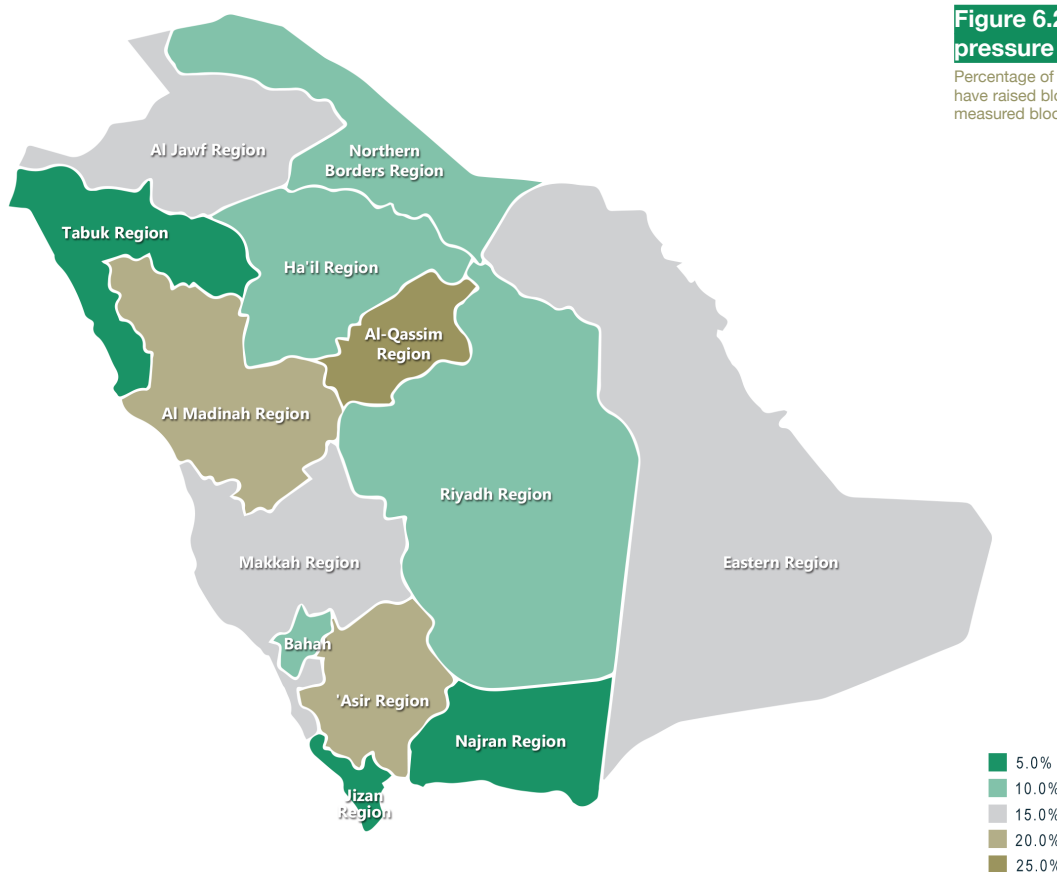 Figure 6.2
pressure
Percentage of
have raised blo
measured bloo
Al Jawf Region
Northern
Borders Region
Tabuk Region
Ha'il Region
Al-Qassim
Region
Al Madinah Region
Riyadh Region
Makkah Region
Eastern Region
Bahah
'Asir Region
Najran Region
Jizan
Region
5.0%
10.0%
15.0%
20.0%
25.0%